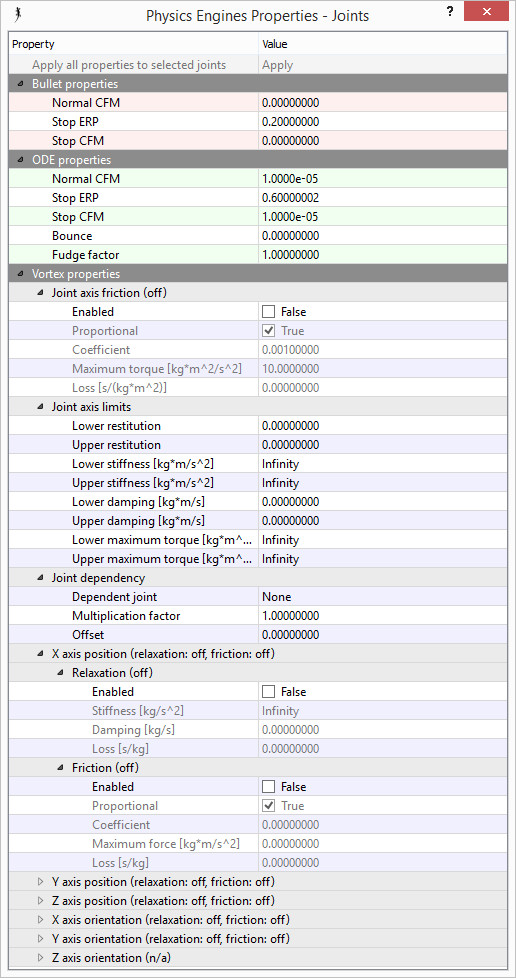 Physics Engines Properties - Joints ?
Property Value
Apply all properties to selected joints Apply
Bullet properties
Normal CFM 0.00000000
Stop ERP 0.20000000
Stop CFM 0.00000000
ODE properties
Normal CFM 1.0000e-05
Stop ERP 0.60000002
Stop CFM 1.0000e-05
Bounce 0.00000000
Fudge factor 1.00000000
Vortex properties
Joint axis friction (off)
Enabled False
Proportional True
Coefficient 0.00100000
Maximum torque [kg*m^2/s^2] 10.0000000
Loss [s/(kg*m^2)] 0.00000000
Joint axis limits
Lower restitution 0.00000000
Upper restitution 0.00000000
Lower stiffness [kg*m/s^2] Infinity
Upper stiffness [kg*m/s^2] Infinity
Lower damping [kg*m/s] 0.00000000
Upper damping [kg*m/s] 0.00000000
Lower maximum torque [kg*m^... Infinity
Upper maximum torque [kg*m^... Infinity
Joint dependency
Dependent joint None
Multiplication factor 1.00000000
Offset 0.00000000
X axis position (relaxation: off, friction: off)
Relaxation (off)
Enabled False
Stiffness [kg/s^2] Infinity
Damping [kg/s] 0.00000000
Loss [s/kg] 0.00000000
Friction (off)
Enabled False
Proportional True
Coefficient 0.00000000
Maximum force [kg*m/s^2] 0.00000000
Loss [s/kg] 0.00000000
Y axis position (relaxation: off, friction: off)
Z axis position (relaxation: off, friction: off)
X axis orientation (relaxation: off, friction: off)
Y axis orientation (relaxation: off, friction: off)
Z axis orientation (n/a)